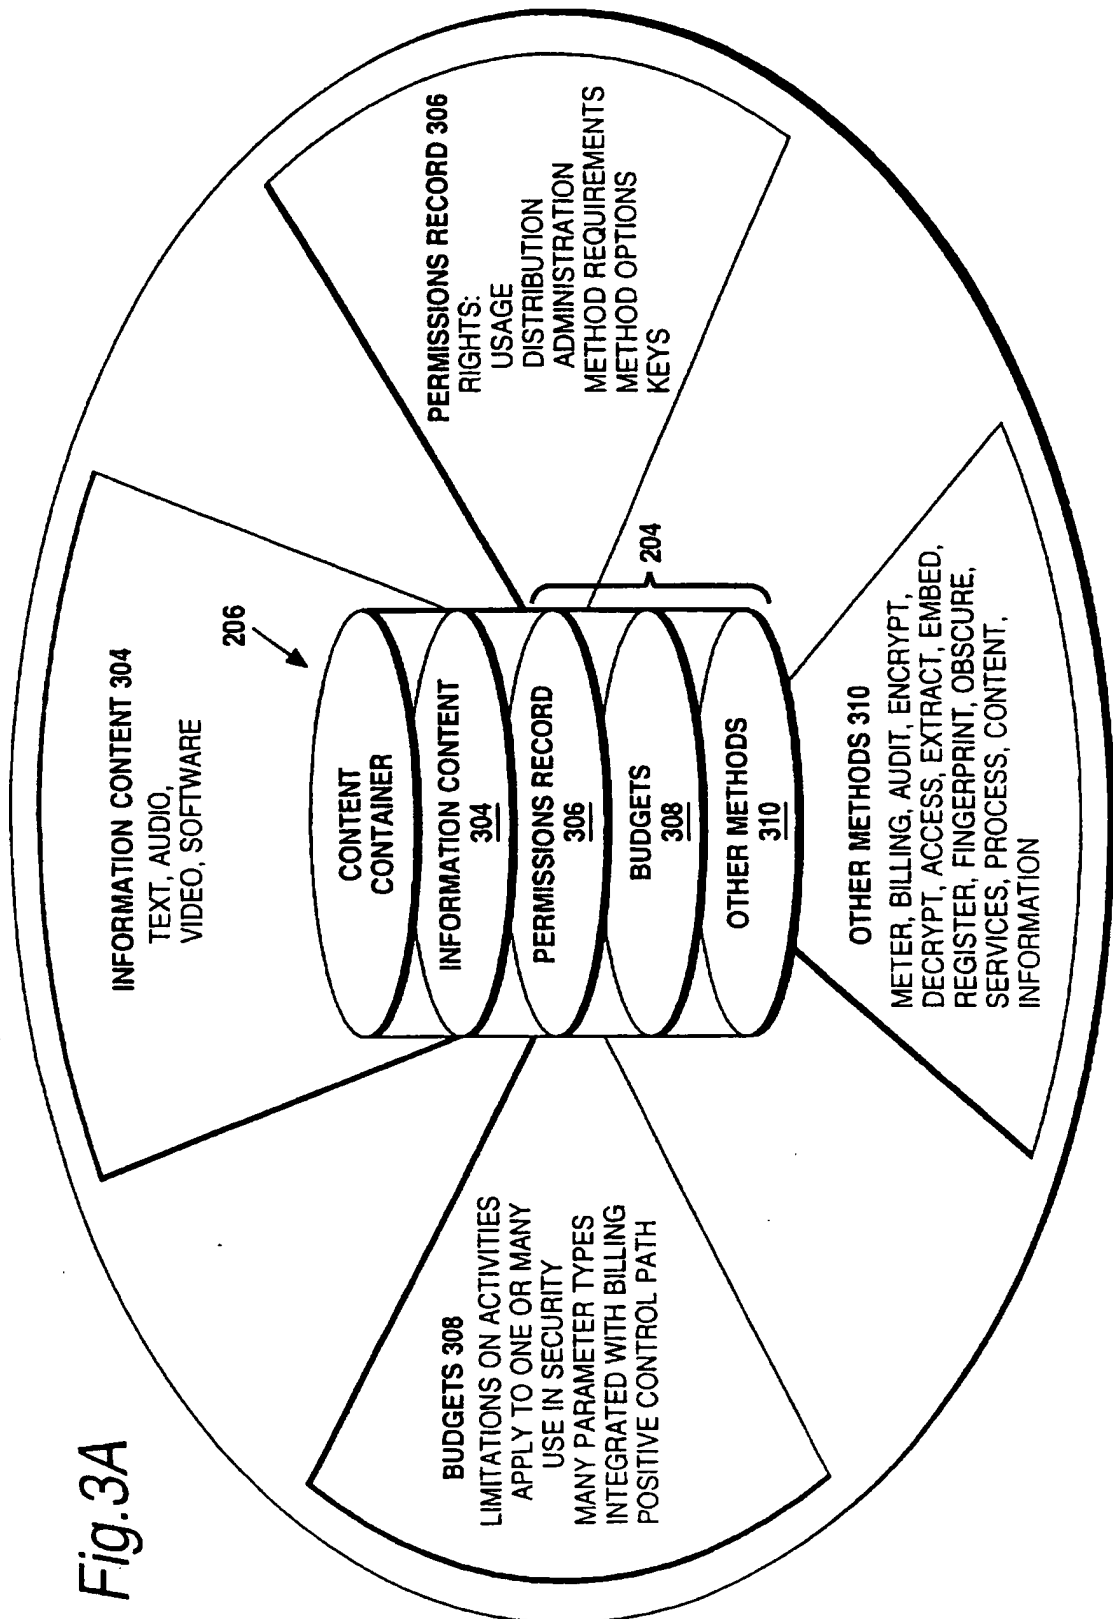 Fig.3A
INFORMATION CONTENT 304
TEXT, AUDIO,
VIDEO, SOFTWARE
206
BUDGETS 308
LIMITATIONS ON ACTIVITIES
APPLY TO ONE OR MANY
USE IN SECURITY
MANY PARAMETER TYPES
INTEGRATED WITH BILLING
POSITIVE CONTROL PATH
CONTENT
CONTAINER
INFORMATION CONTENT
304
PERMISSIONS RECORD
306
BUDGETS
308
OTHER METHODS
310
204
PERMISSIONS RECORD 306
RIGHTS:
USAGE
DISTRIBUTION
ADMINISTRATION
METHOD REQUIREMENTS
METHOD OPTIONS
KEYS
OTHER METHODS 310
METER, BILLING, AUDIT, ENCRYPT,
DECRYPT, ACCESS, EXTRACT, EMBED,
REGISTER, FINGERPRINT, OBSCURE,
SERVICES, PROCESS, CONTENT,
INFORMATION